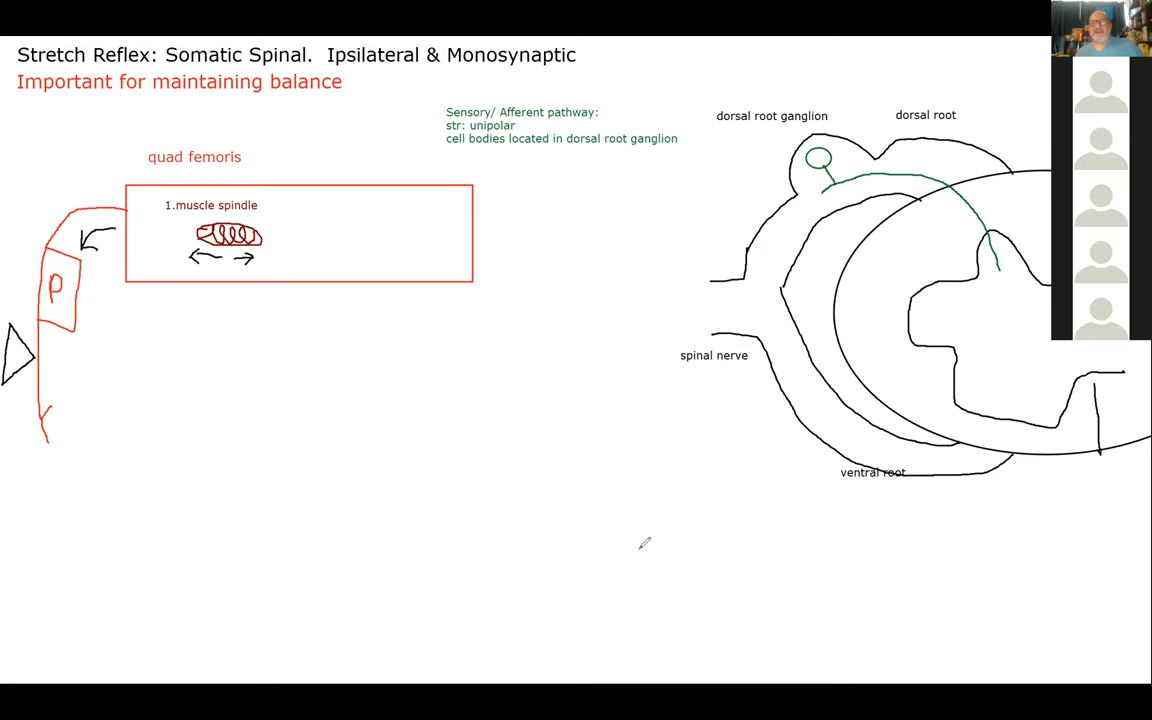 Stretch Reflex: Somatic Spinal. Ipsilateral & Monosynaptic
Important for maintaining balance
Sensory/ Afferent pathway:
str: unipolar
cell bodies located in dorsal root ganglion
dorsal root ganglion
dorsal root
quad femoris
1.muscle spindle
P
spinal nerve
ventral root